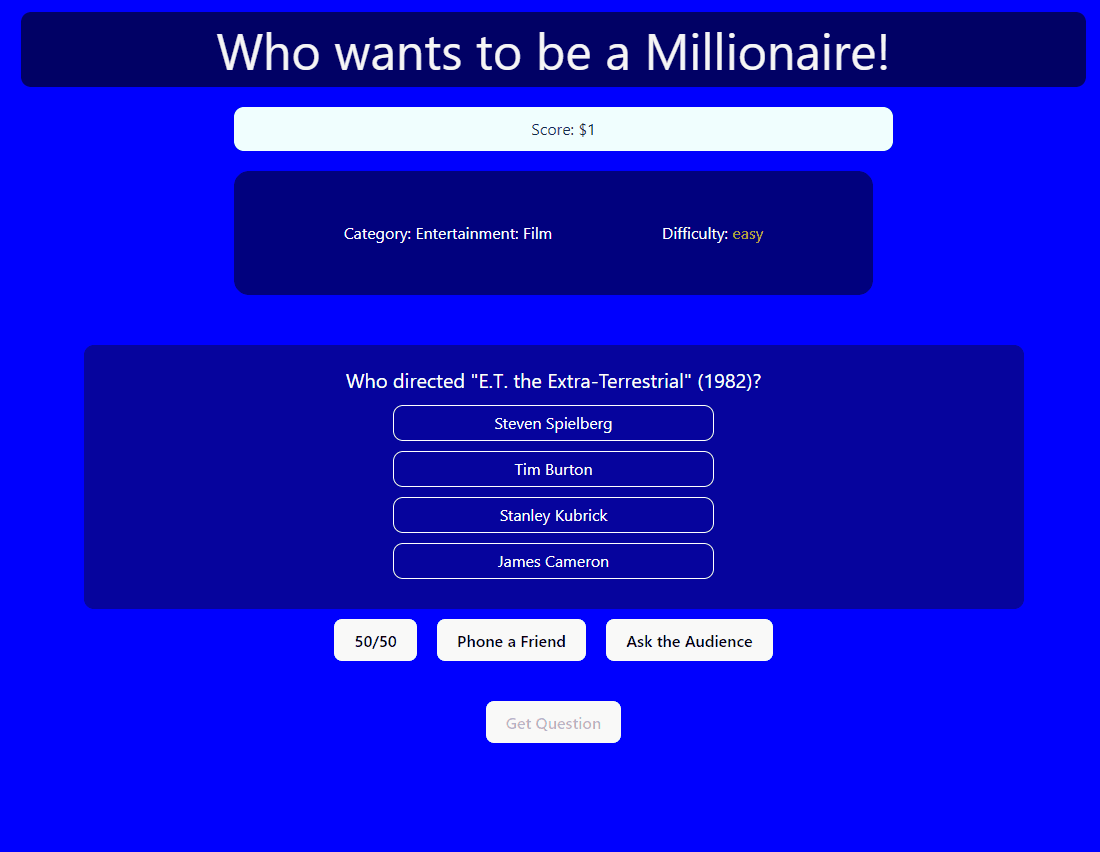 Who wants to be a Millionaire!
Score: $1
Category: Entertainment: Film Difficulty: easy
Who directed "E.T. the Extra-Terrestrial" (1982)?
Steven Spielberg
Tim Burton
Stanley Kubrick
James Cameron
50/50 Phone a Friend Ask the Audience
Get Question